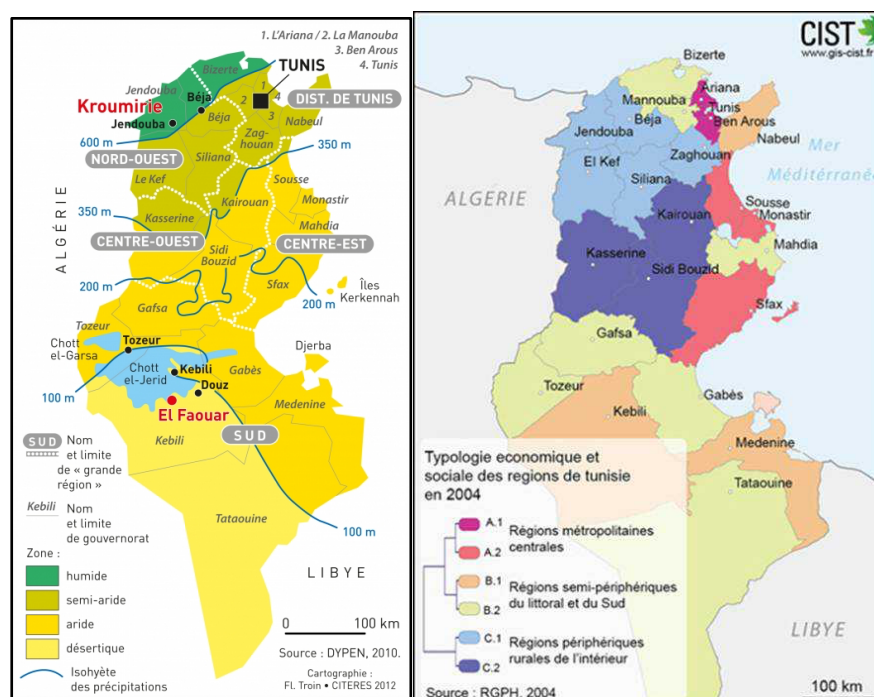 1. L'Ariana / 2. La Manouba
3. Ben Arous
4. Tunis
Bizerte
TUNIS
Jendouba
Kroumirie
Béja
1
2
4
3
DIST. DE TUNIS
Jendouba
Béja
Zag-
houan
Nabeul
600 m
NORD-OUEST
Siliana
350 m
Le Kef
Sousse
Kairouan
Monastir
ALGÉRIE
350 m
Kasserine
Mahdia
CENTRE-OUEST
CENTRE-EST
Sidi
Bouzid
200 m
Sfax
200 m
Îles
Kerkennah
Gafsa
Tozeur
Chott
el-Garsa
Tozeur
Djerba
Chott
el-Jerid
Kebili
Gabès
100 m
Douz
Medenine
El Faouar
SUD
Kebili
SUD
Nom
et limite
de « grande
région »
Kebili
Nom
et limite
de gouvernorat
Tataouine
100 m
Zone :
humide
semi-aride
aride
désertique
Isohyète
des précipitations
LIBYE
0
100 km
Source : DYPEN, 2010.
Cartographie :
Fl. Troin • CITERES 2012
CIST
www.gis-cist.fr
Bizerte
Ariana
Mannouba
Tunis
Béja
Ben Arous
Jendouba
Nabeul
Mer
Méditerranée
Zaghouan
El Kef
ALGÉRIE
Siliana
Sousse
Kairouan
Monastir
Mahdia
Kasserine
Sidi Bouzid
Sfax
Gafsa
Tozeur
Gabès
Kebili
Medenine
Tataouine
Typologie economique et
sociale des regions de tunisie
en 2004
A.1
Régions métropolitaines
centrales
A.2
B.1
Régions semi-périphériques
du littoral et du Sud
B.2
C.1
Régions périphériques
rurales de l'intérieur
C.2
LIBYE
Source : RGPH, 2004
100 km